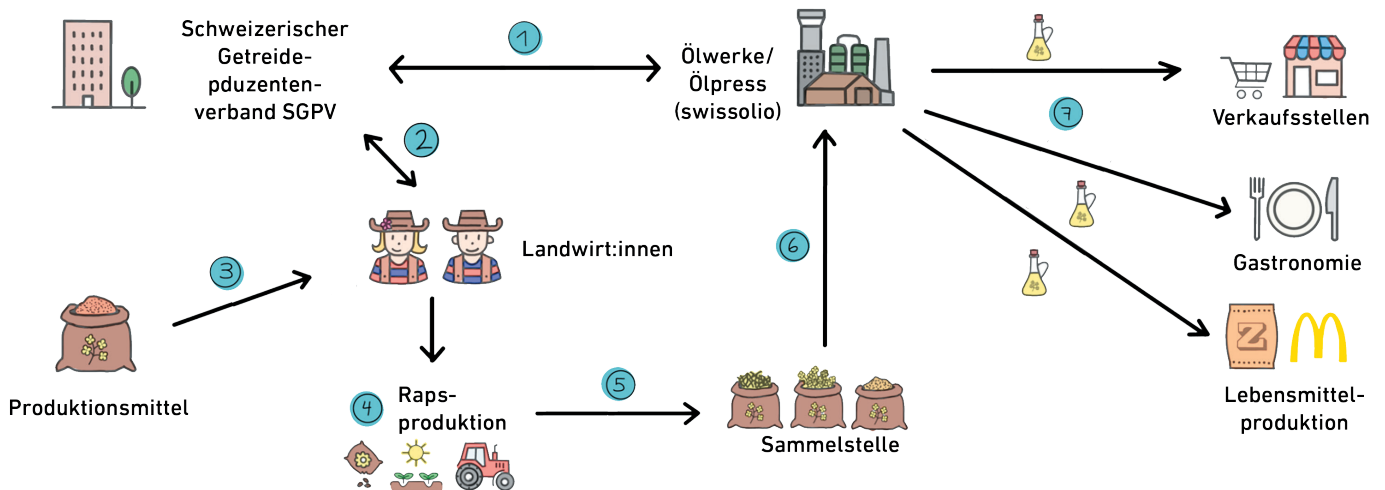 Schweizerischer
Getreide-
pduzenten-
verband SGPV
1
Ölwerke/
Ölpress
(swissolio)
7
Verkaufsstellen
2
Landwirt:innen
6
Gastronomie
3
Produktionsmittel
4
Raps-
produktion
5
Sammelstelle
Z
Lebensmittel-
produktion